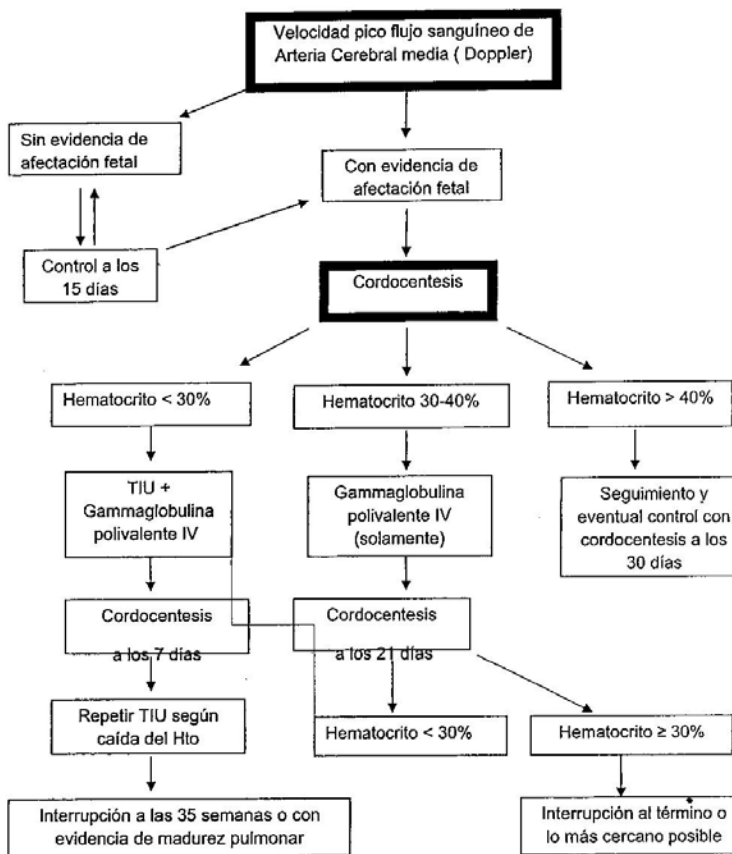 Velocidad pico flujo sanguíneo de
Arteria Cerebral media ( Doppler)
Sin evidencia de
afectación fetal
Con evidencia de
afectación fetal
Control a los
15 días
Cordocentesis
Hematocrito < 30%
Hematocrito 30-40%
Hematocrito > 40%
TIU +
Gammaglobulina
polivalente IV
Gammaglobulina
polivalente IV
(solamente)
Seguimiento y
eventual control con
cordocentesis a los
30 días
Cordocentesis
a los 7 días
Cordocentesis
a los 21 días
Repetir TIU según
caída del Hto
Hematocrito < 30%
Hematocrito ≥ 30%
Interrupción a las 35 semanas o con
evidencia de madurez pulmonar
Interrupción al término o
lo más cercano posible